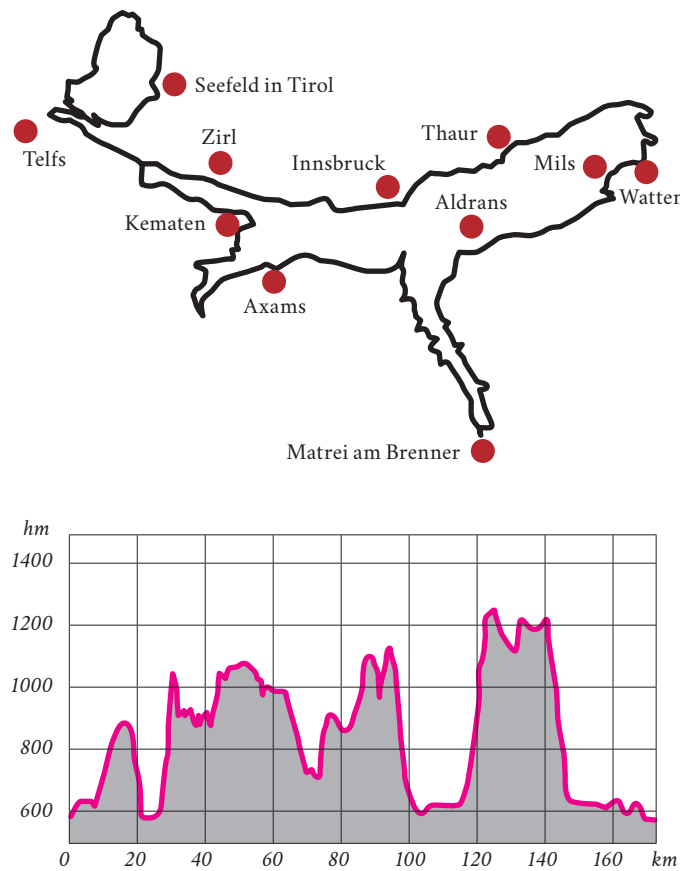 Seefeld in Tirol
Telfs
Zirl
Innsbruck
Thaur
Mils
Watten
Kematen
Aldrans
Axams
Matrei am Brenner
hm
1400
1200
1000
800
600
0 20 40 60 80 100 120 140 160 km